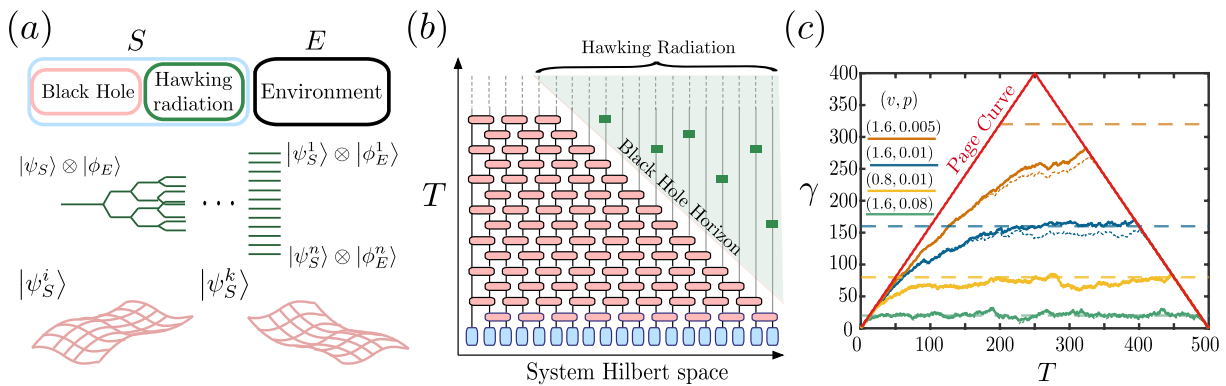 (a)
S
E
Black Hole
Hawking
radiation
Environment
|ψ_S⟩ ⊗ |ϕ_E⟩
|ψ_S^1⟩ ⊗ |ϕ_E^1⟩
...
|ψ_S^n⟩ ⊗ |ϕ_E^n⟩
|ψ_S^i⟩
|ψ_S^k⟩
(b)
Hawking Radiation
T
Black Hole Horizon
System Hilbert space
(c)
400
350
300
250
200
150
100
50
0
γ
(v, p)
(1.6, 0.005)
(1.6, 0.01)
(0.8, 0.01)
(1.6, 0.08)
Page Curve
0
100
200
300
400
500
T